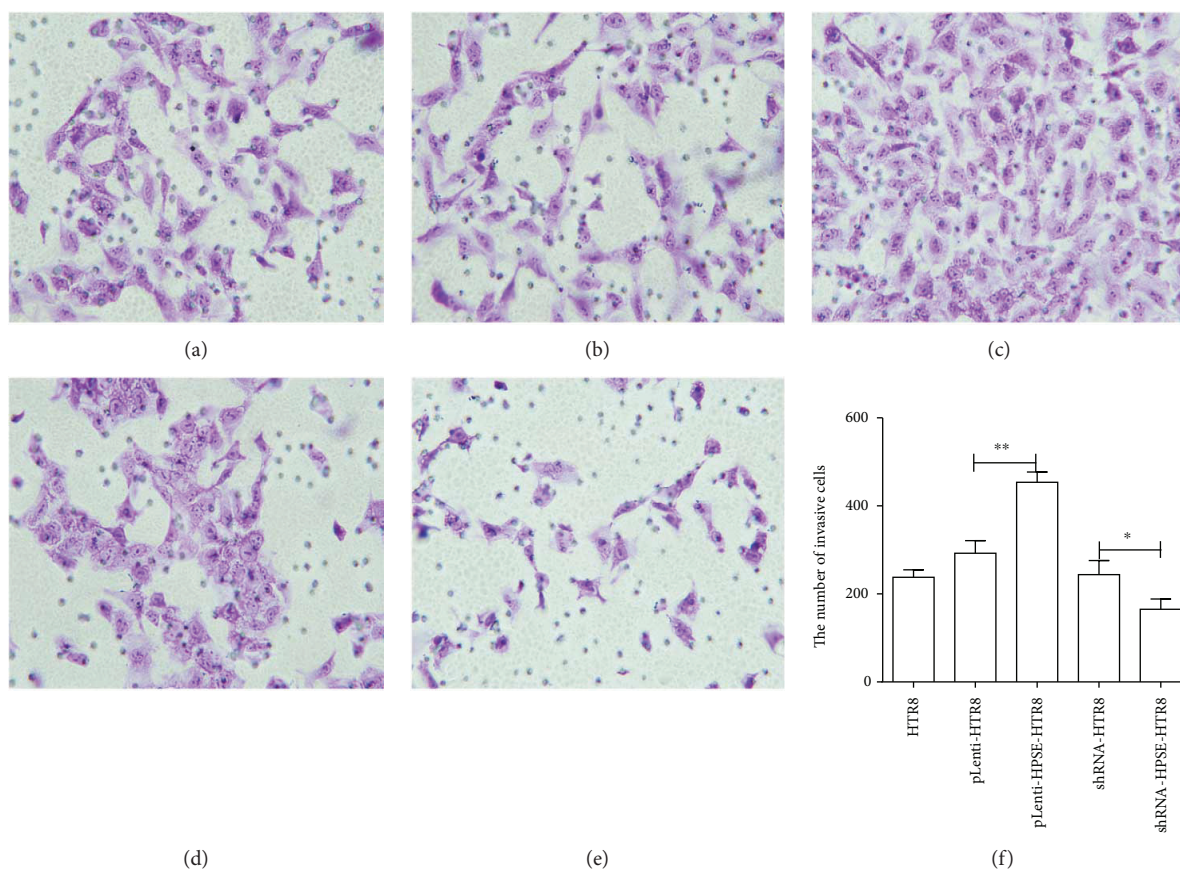 (a)
(b)
(c)
(d)
(e)
The number of invasive cells
600
400
200
0
**
*
HTR8
pLenti-HTR8
pLenti-HPSE-HTR8
shRNA-HTR8
shRNA-HPSE-HTR8
(f)